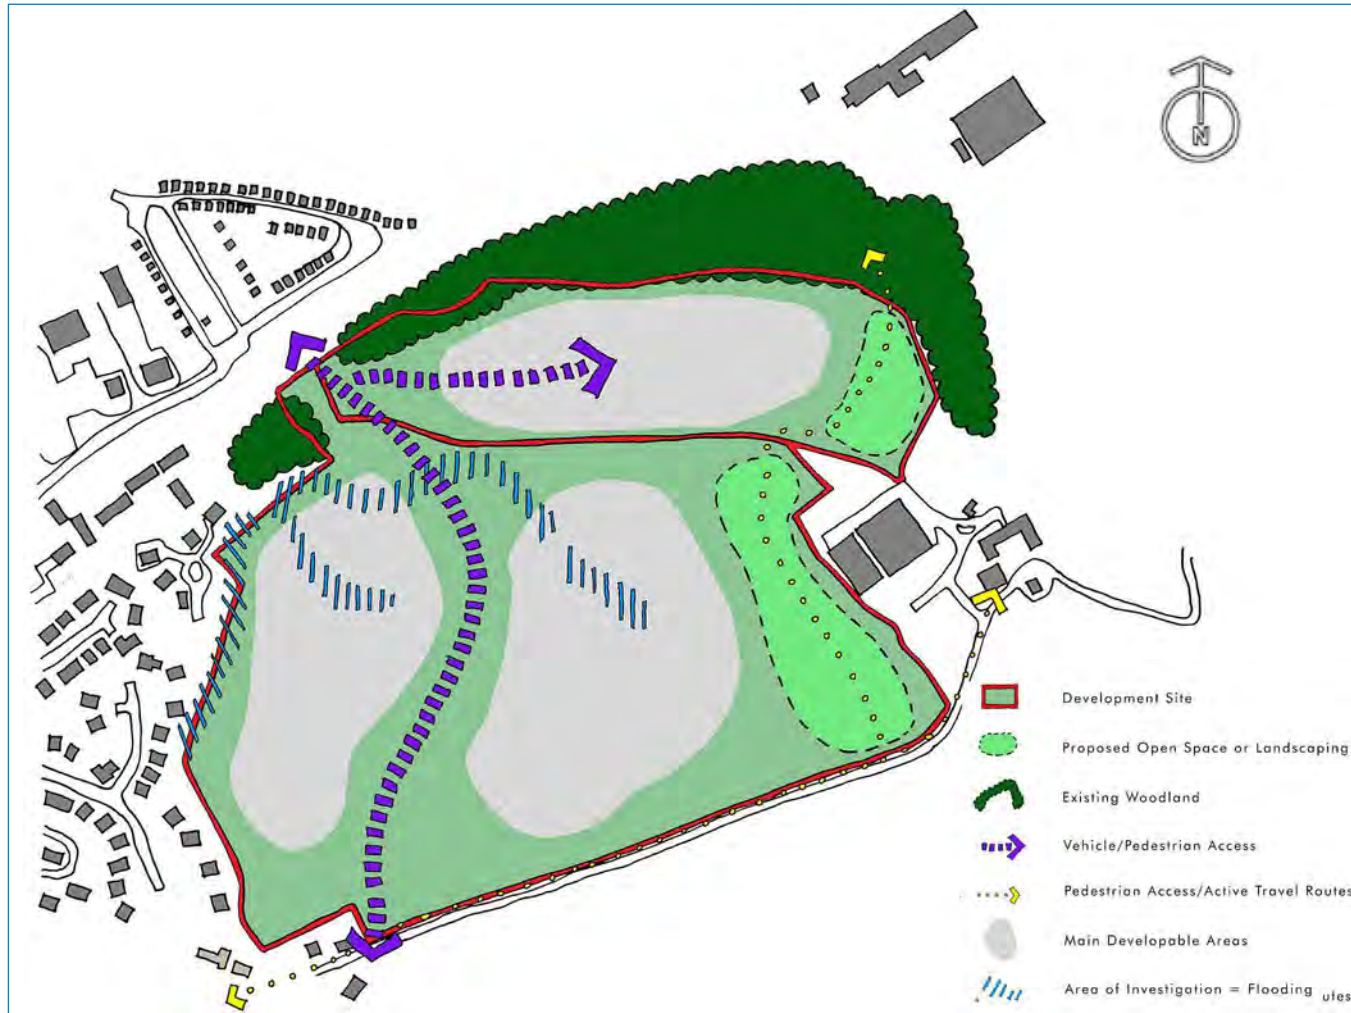 N
Development Site
Proposed Open Space or Landscaping
Existing Woodland
Vehicle/Pedestrian Access
Pedestrian Access/Active Travel Routes
Main Developable Areas
Area of Investigation = Flooding
utes